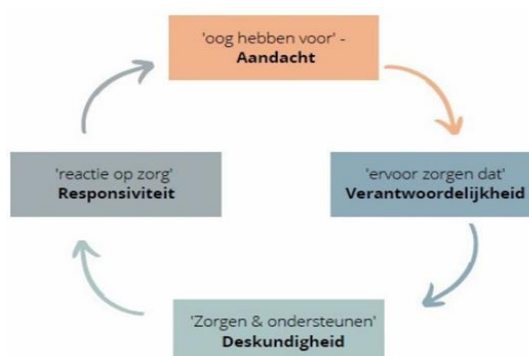 'oog hebben voor' -
Aandacht
'ervoor zorgen dat'
Verantwoordelijkheid
'Zorgen & ondersteunen'
Deskundigheid
'reactie op zorg'
Responsiviteit